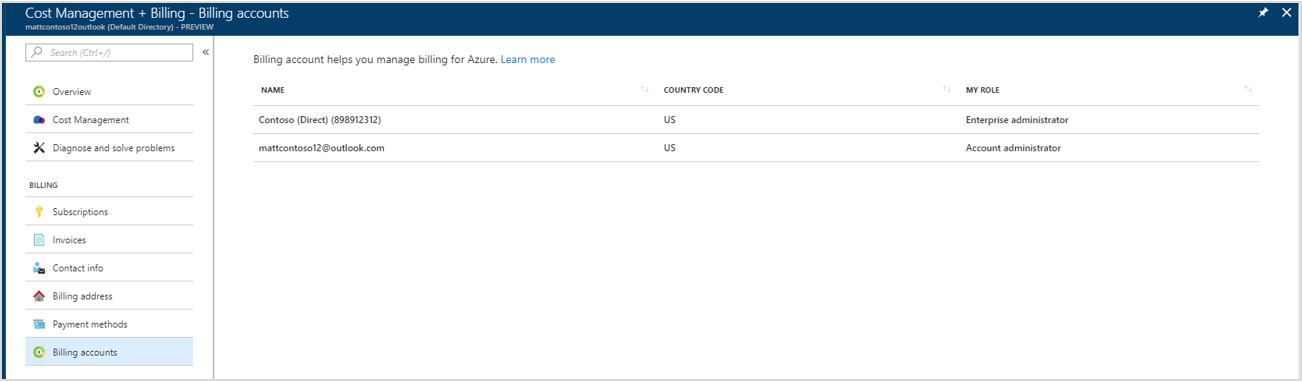 Cost Management + Billing - Billing accounts
mattcontoso12outlook (Default Directory) - PREVIEW
Search (Ctrl+/)
Overview
Cost Management
Diagnose and solve problems
BILLING
Subscriptions
Invoices
Contact info
Billing address
Payment methods
Billing accounts
Billing account helps you manage billing for Azure. Learn more
NAME COUNTRY CODE MY ROLE
Contoso (Direct) (898912312) US Enterprise administrator
mattcontoso12@outlook.com US Account administrator